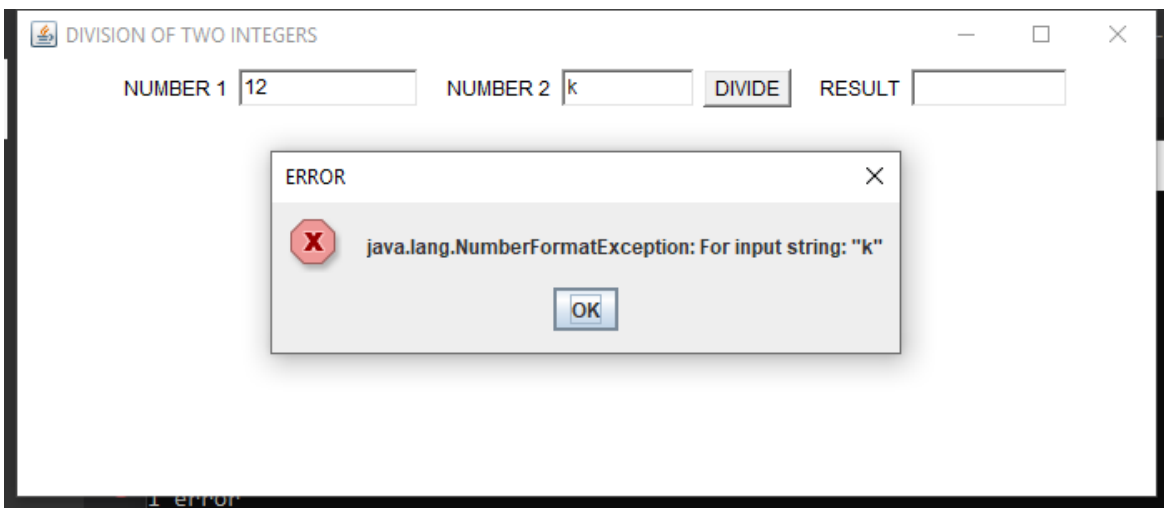 DIVISION OF TWO INTEGERS
NUMBER 1 12 NUMBER 2 k DIVIDE RESULT
ERROR
x
java.lang.NumberFormatException: For input string: "k"
OK
1 error